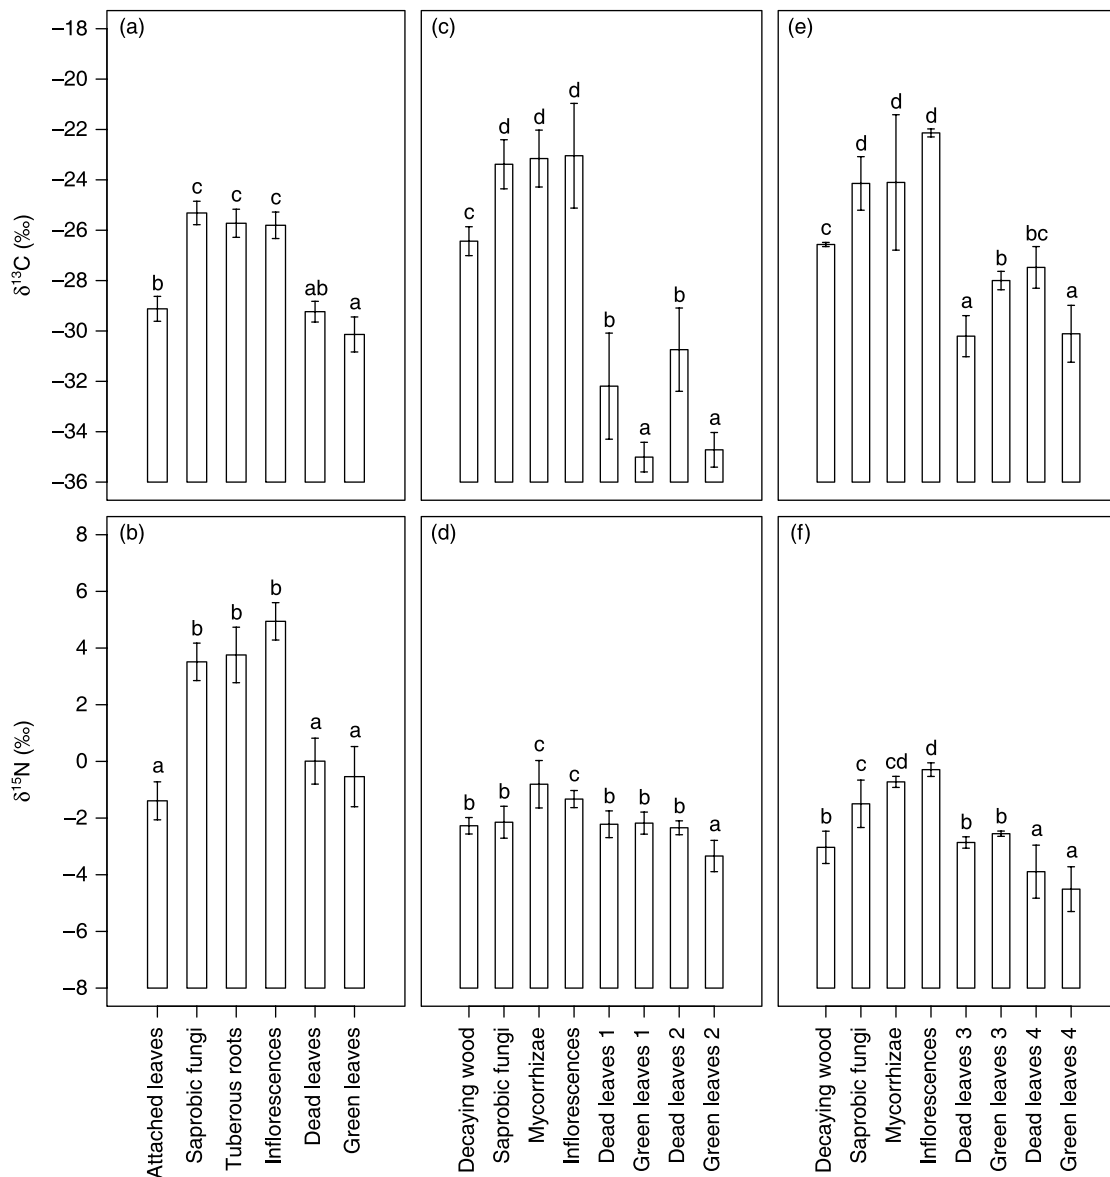 (a)
(c)
(e)
−18
−20
−22
−24
−26
−28
−30
−32
−34
−36
δ13C (‰)
b c c c ab a
c d d d b a b a
c d d d a b bc a
(b)
(d)
(f)
8
6
4
2
0
−2
−4
−6
−8
δ15N (‰)
a b b b a a
b b c c b b b a
b c cd d b b a a
Attached leaves
Saprobic fungi
Tuberous roots
Inflorescences
Dead leaves
Green leaves
Decaying wood
Saprobic fungi
Mycorrhizae
Inflorescences
Dead leaves 1
Green leaves 1
Dead leaves 2
Green leaves 2
Decaying wood
Saprobic fungi
Mycorrhizae
Inflorescences
Dead leaves 3
Green leaves 3
Dead leaves 4
Green leaves 4